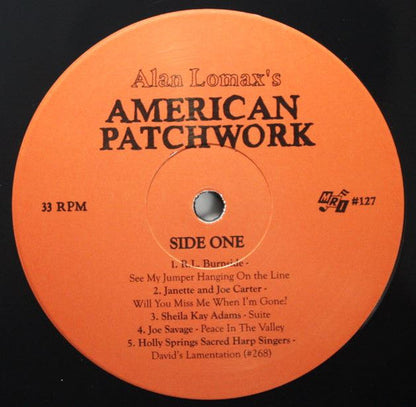 Alan Lomax's
AMERICAN
PATCHWORK
33 RPM
MRI #127
SIDE ONE
1. R.L. Burnside -
See My Jumper Hanging On the Line
2. Janette and Joe Carter -
Will You Miss Me When I'm Gone?
3. Sheila Kay Adams - Suite
4. Joe Savage - Peace In The Valley
5. Holly Springs Sacred Harp Singers -
David's Lamentation (#268)